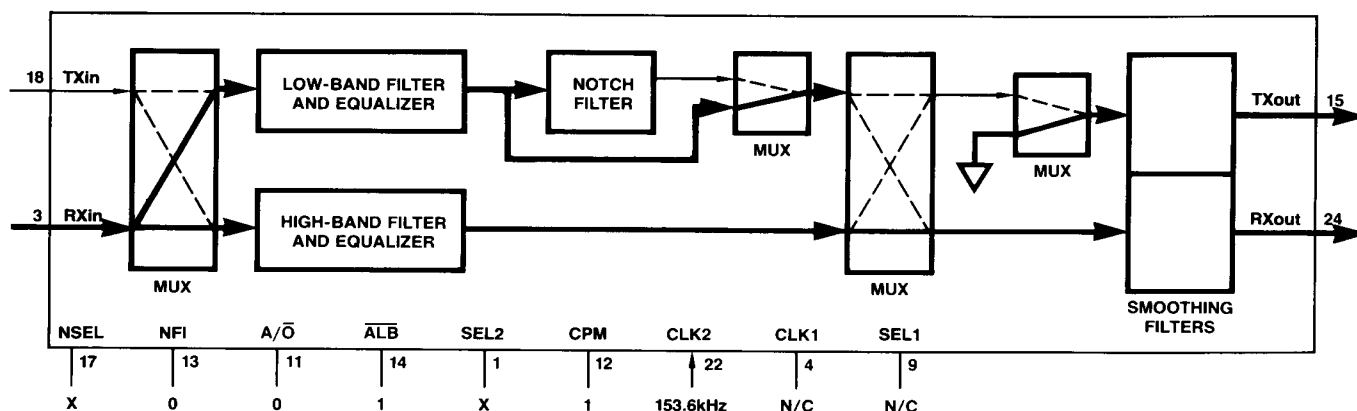 18 TXin
LOW-BAND FILTER
AND EQUALIZER
NOTCH
FILTER
MUX
MUX
TXout 15
3 RXin
HIGH-BAND FILTER
AND EQUALIZER
RXout 24
MUX
MUX
SMOOTHING
FILTERS
NSEL NFI A/O̅ A̅L̅B̅ SEL2 CPM CLK2 CLK1 SEL1
17 13 11 14 1 12 22 4 9
X 0 0 1 X 1 153.6kHz N/C N/C